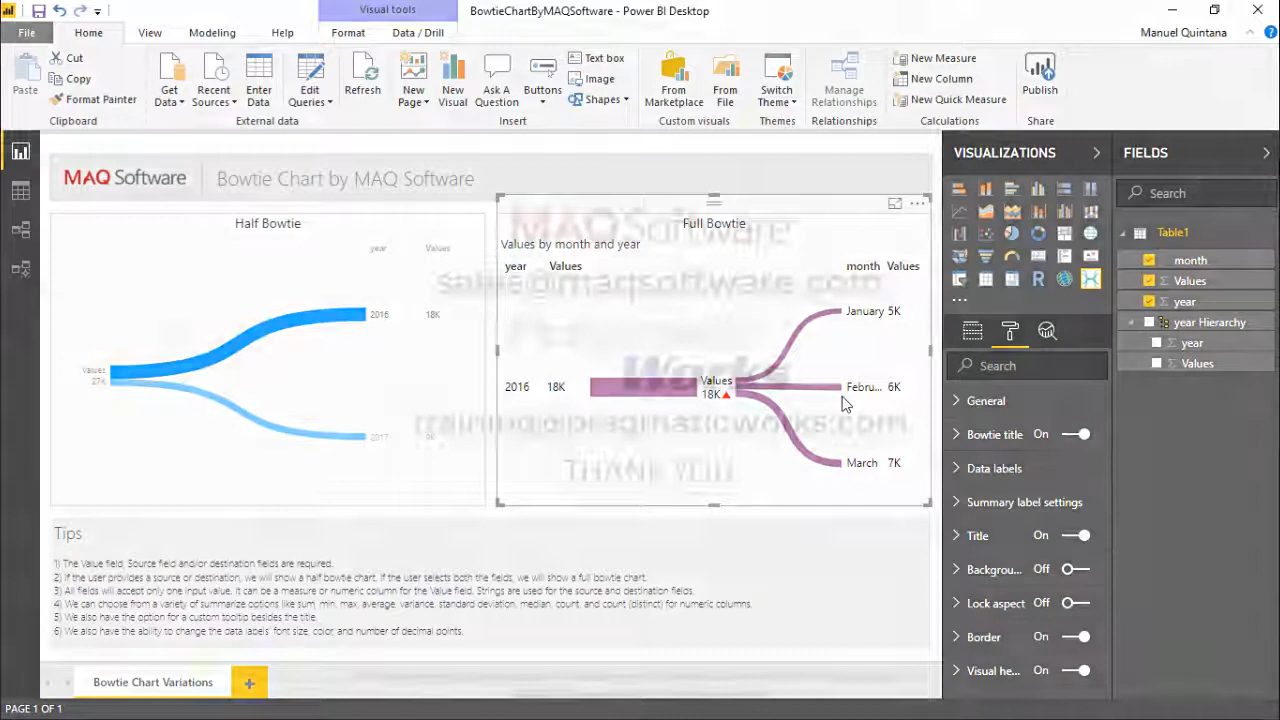 Visual tools
BowtieChartByMAQSoftware - Power BI Desktop
File
Home
View
Modeling
Help
Format
Data / Drill
Manuel Quintana
Paste
Cut
Copy
Format Painter
Clipboard
Get Data
Recent Sources
Enter Data
Edit Queries
Refresh
External data
New Page
New Visual
Ask A Question
Buttons
Text box
Image
Shapes
Insert
From Marketplace
From File
Custom visuals
Switch Theme
Themes
Manage Relationships
Relationships
New Measure
New Column
New Quick Measure
Calculations
Publish
Share
MAQ Software
Bowtie Chart by MAQ Software
Half Bowtie
year
Values
2016
18K
Values
27K
2017
9K
Full Bowtie
Values by month and year
year
Values
month
Values
January 5K
2016
18K
Values
18K
Febru... 6K
March 7K
MAQSoftware
sales@maqsoftware.com
Works
training@pragmaticworks.com
THANK YOU
Tips
1) The Value field, Source field and/or destination fields are required.
2) If the user provides a source or destination, we will show a half bowtie chart. If the user selects both the fields, we will show a full bowtie chart.
3) All fields will accept only one input value. It can be a measure or numeric column for the Value field. Strings are used for the source and destination fields.
4) We can choose from a variety of summarize options like sum, min, max, average, variance, standard deviation, median, count, and count (distinct) for numeric columns.
5) We also have the option for a custom tooltip besides the title.
6) We also have the ability to change the data labels' font size, color, and number of decimal points.
Bowtie Chart Variations
PAGE 1 OF 1
VISUALIZATIONS
R
Search
General
Bowtie title On
Data labels
Summary label settings
Title On
Backgrou... Off
Lock aspect Off
Border On
Visual he... On
FIELDS
Search
Table1
month
Values
year
year Hierarchy
year
Values